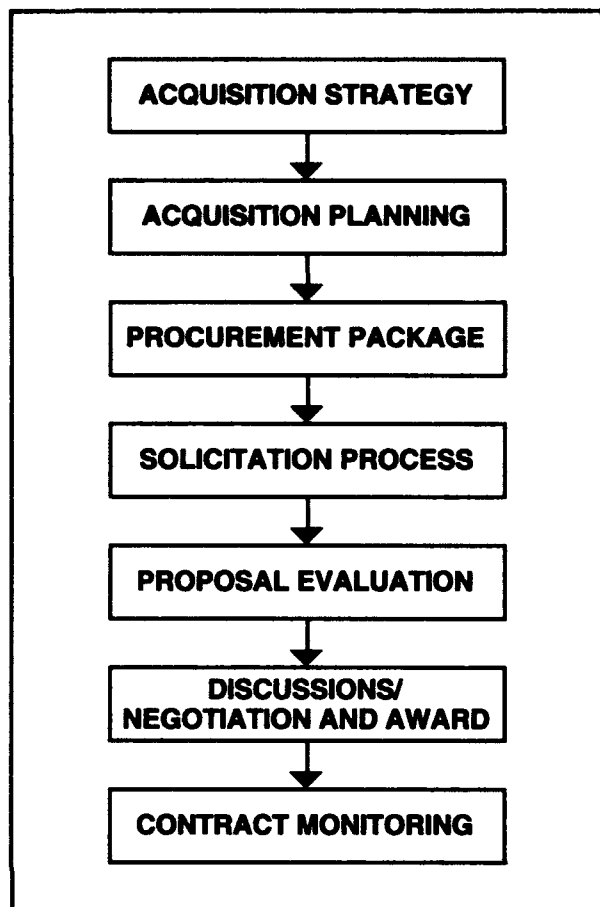 ACQUISITION STRATEGY
ACQUISITION PLANNING
PROCUREMENT PACKAGE
SOLICITATION PROCESS
PROPOSAL EVALUATION
DISCUSSIONS/
NEGOTIATION AND AWARD
CONTRACT MONITORING